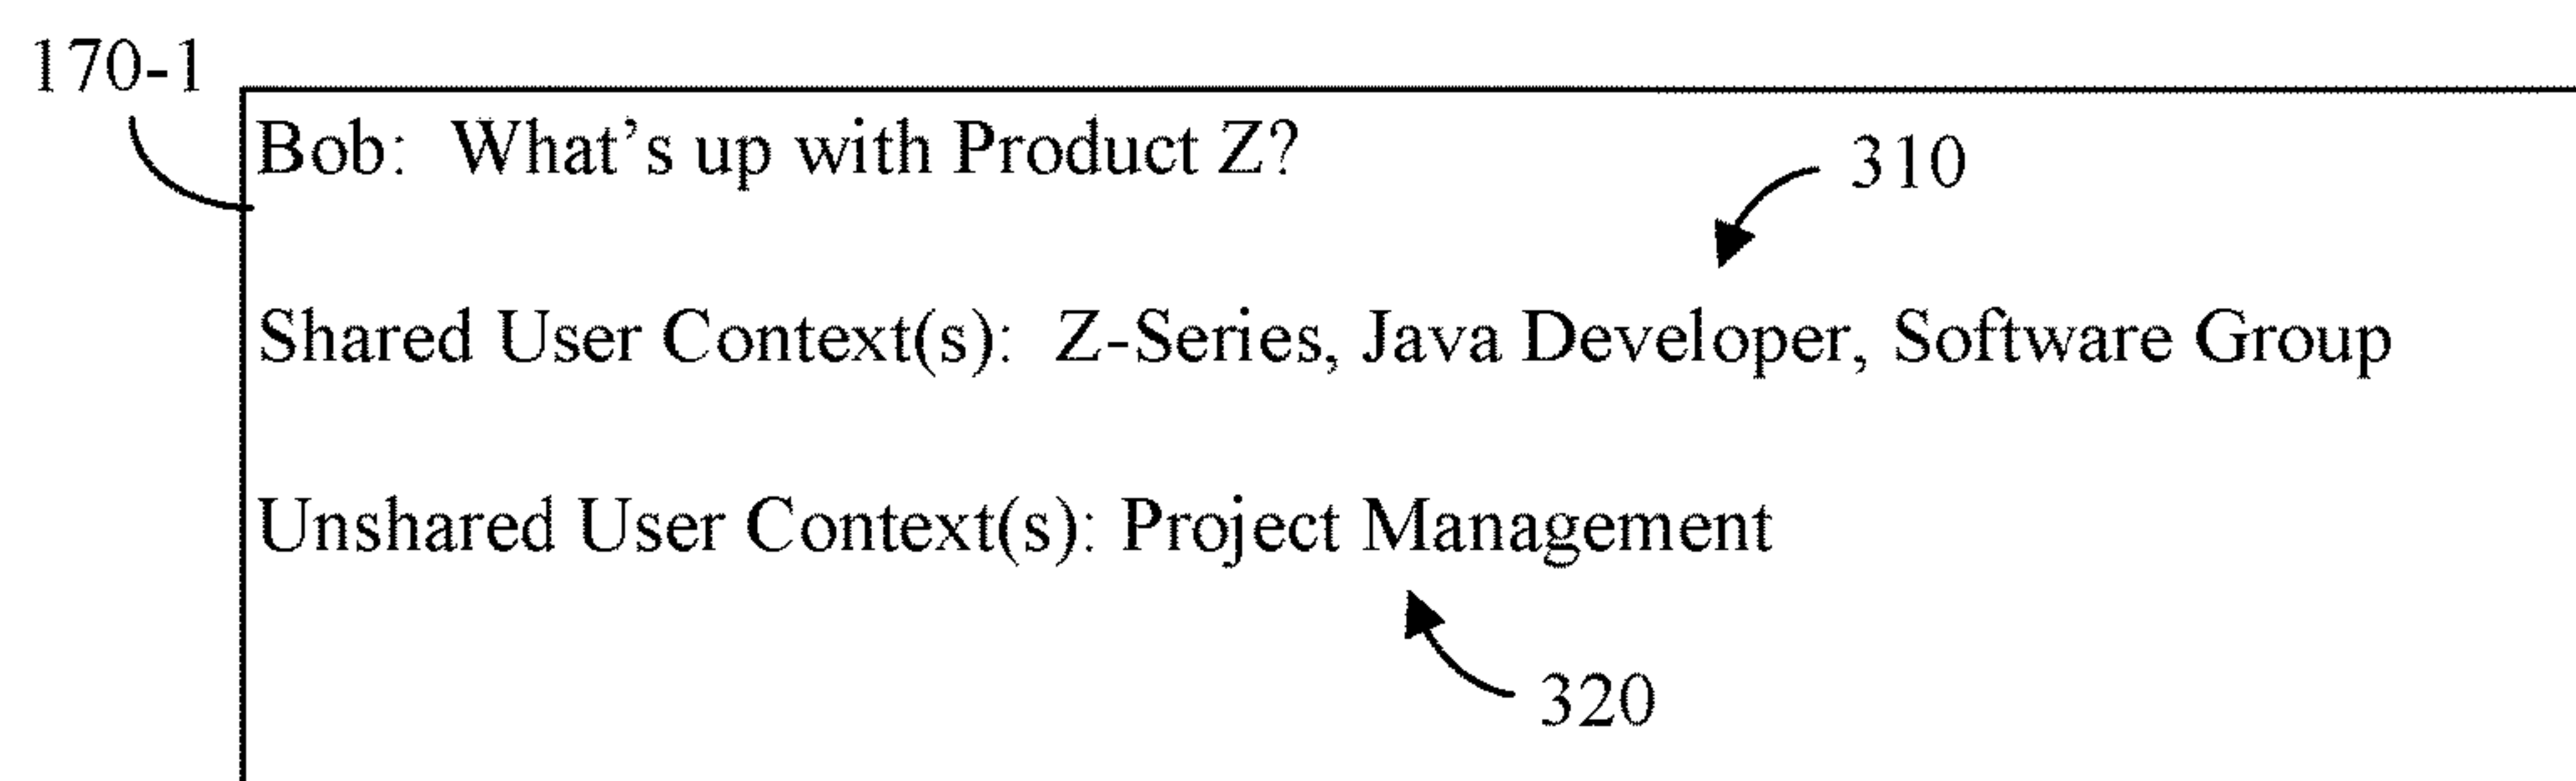 170-1
Bob:  What's up with Product Z?
310
Shared User Context(s):  Z-Series, Java Developer, Software Group
Unshared User Context(s): Project Management
320